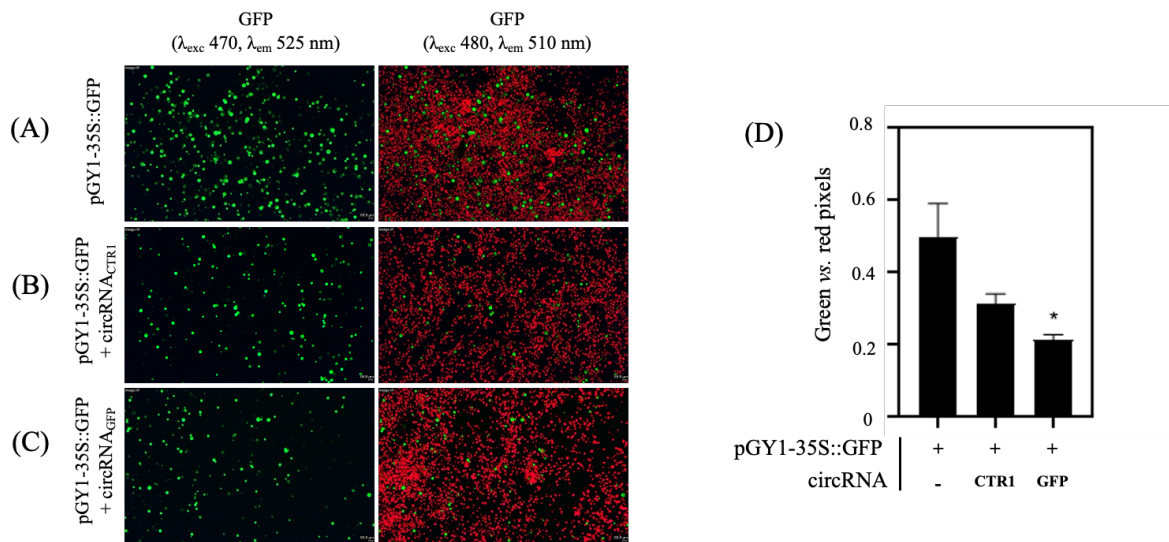 GFP
(λexc 470, λem 525 nm)
GFP
(λexc 480, λem 510 nm)
(A)
pGY1-35S::GFP
(B)
pGY1-35S::GFP
+ circRNACTR1
(C)
pGY1-35S::GFP
+ circRNAGFP
(D)
Green vs. red pixels
0.8
0.6
0.4
0.2
0
*
pGY1-35S::GFP + + +
circRNA - CTR1 GFP